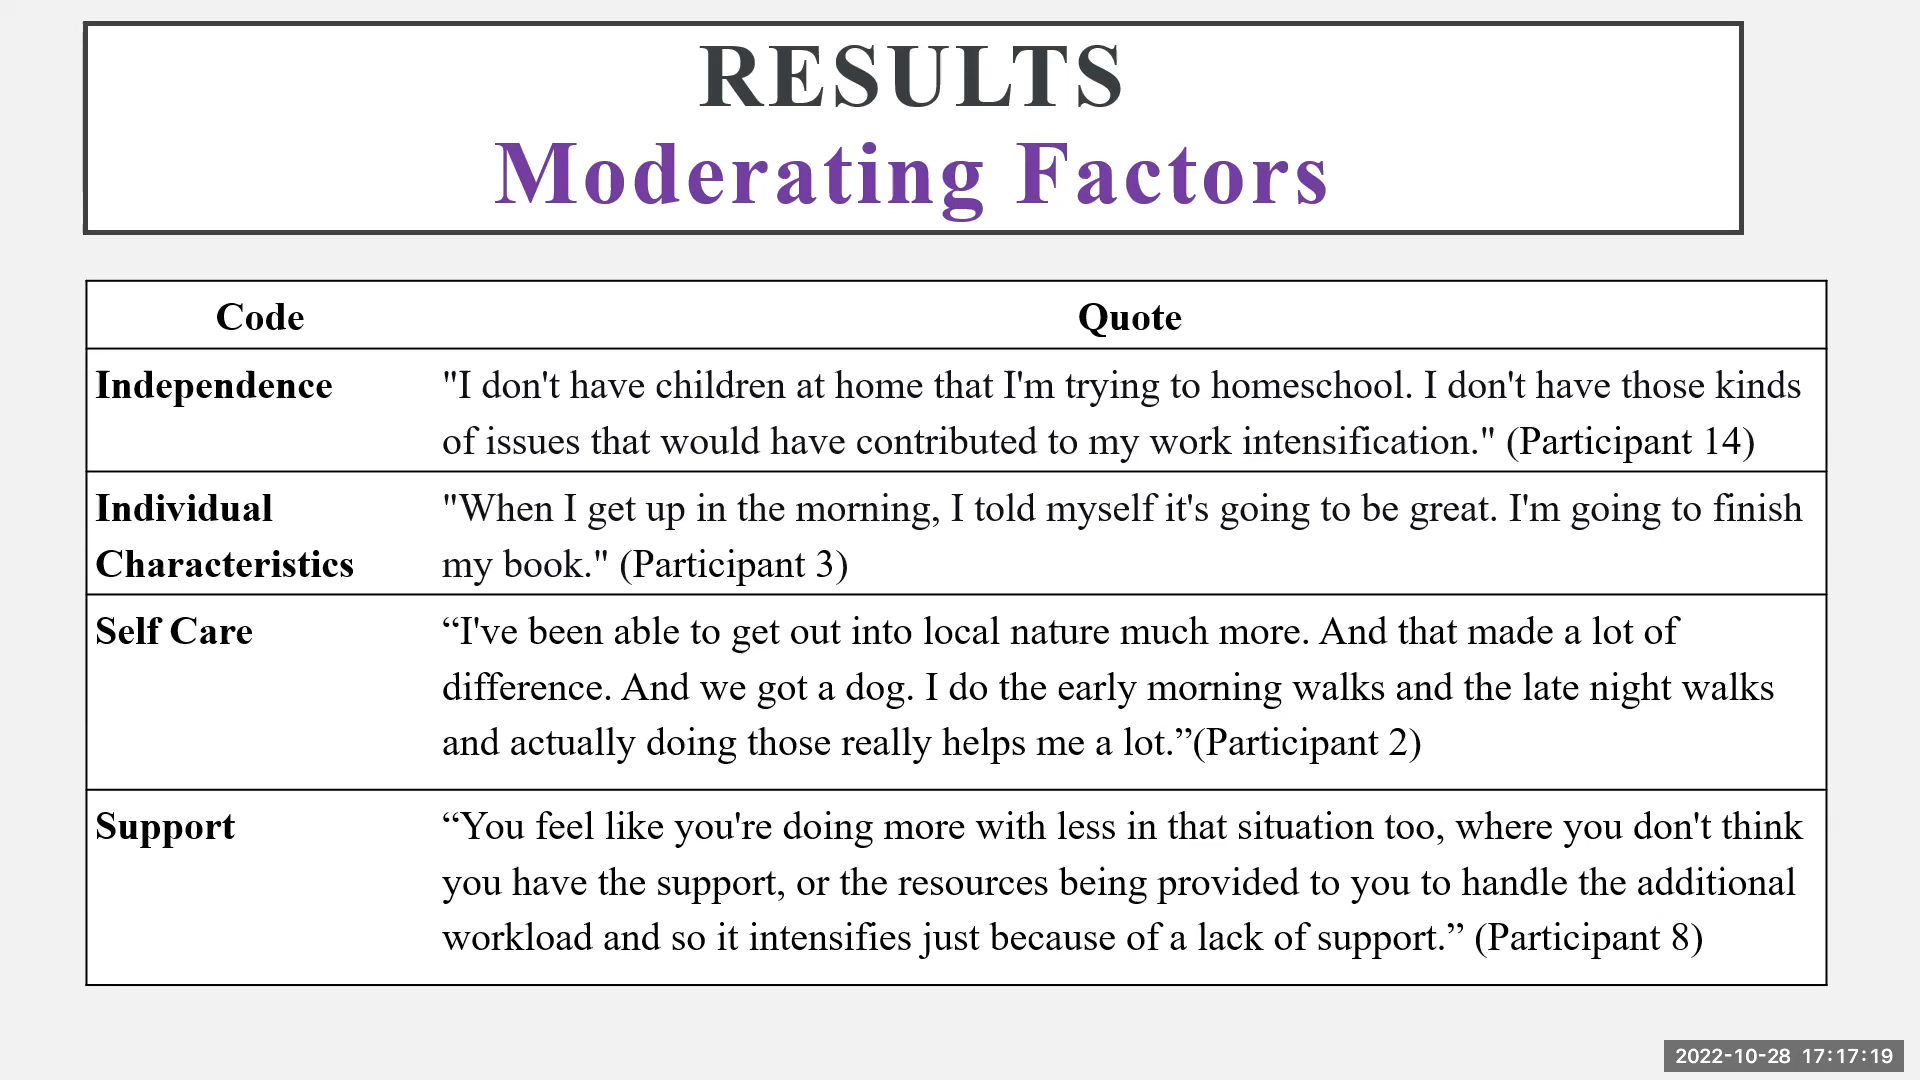 RESULTS
Moderating Factors
Code
Quote
Independence
"I don't have children at home that I'm trying to homeschool. I don't have those kinds
of issues that would have contributed to my work intensification." (Participant 14)
Individual
Characteristics
"When I get up in the morning, I told myself it's going to be great. I'm going to finish
my book." (Participant 3)
Self Care
“I've been able to get out into local nature much more. And that made a lot of
difference. And we got a dog. I do the early morning walks and the late night walks
and actually doing those really helps me a lot.”(Participant 2)
Support
“You feel like you're doing more with less in that situation too, where you don't think
you have the support, or the resources being provided to you to handle the additional
workload and so it intensifies just because of a lack of support.” (Participant 8)
2022-10-28 17:17:19